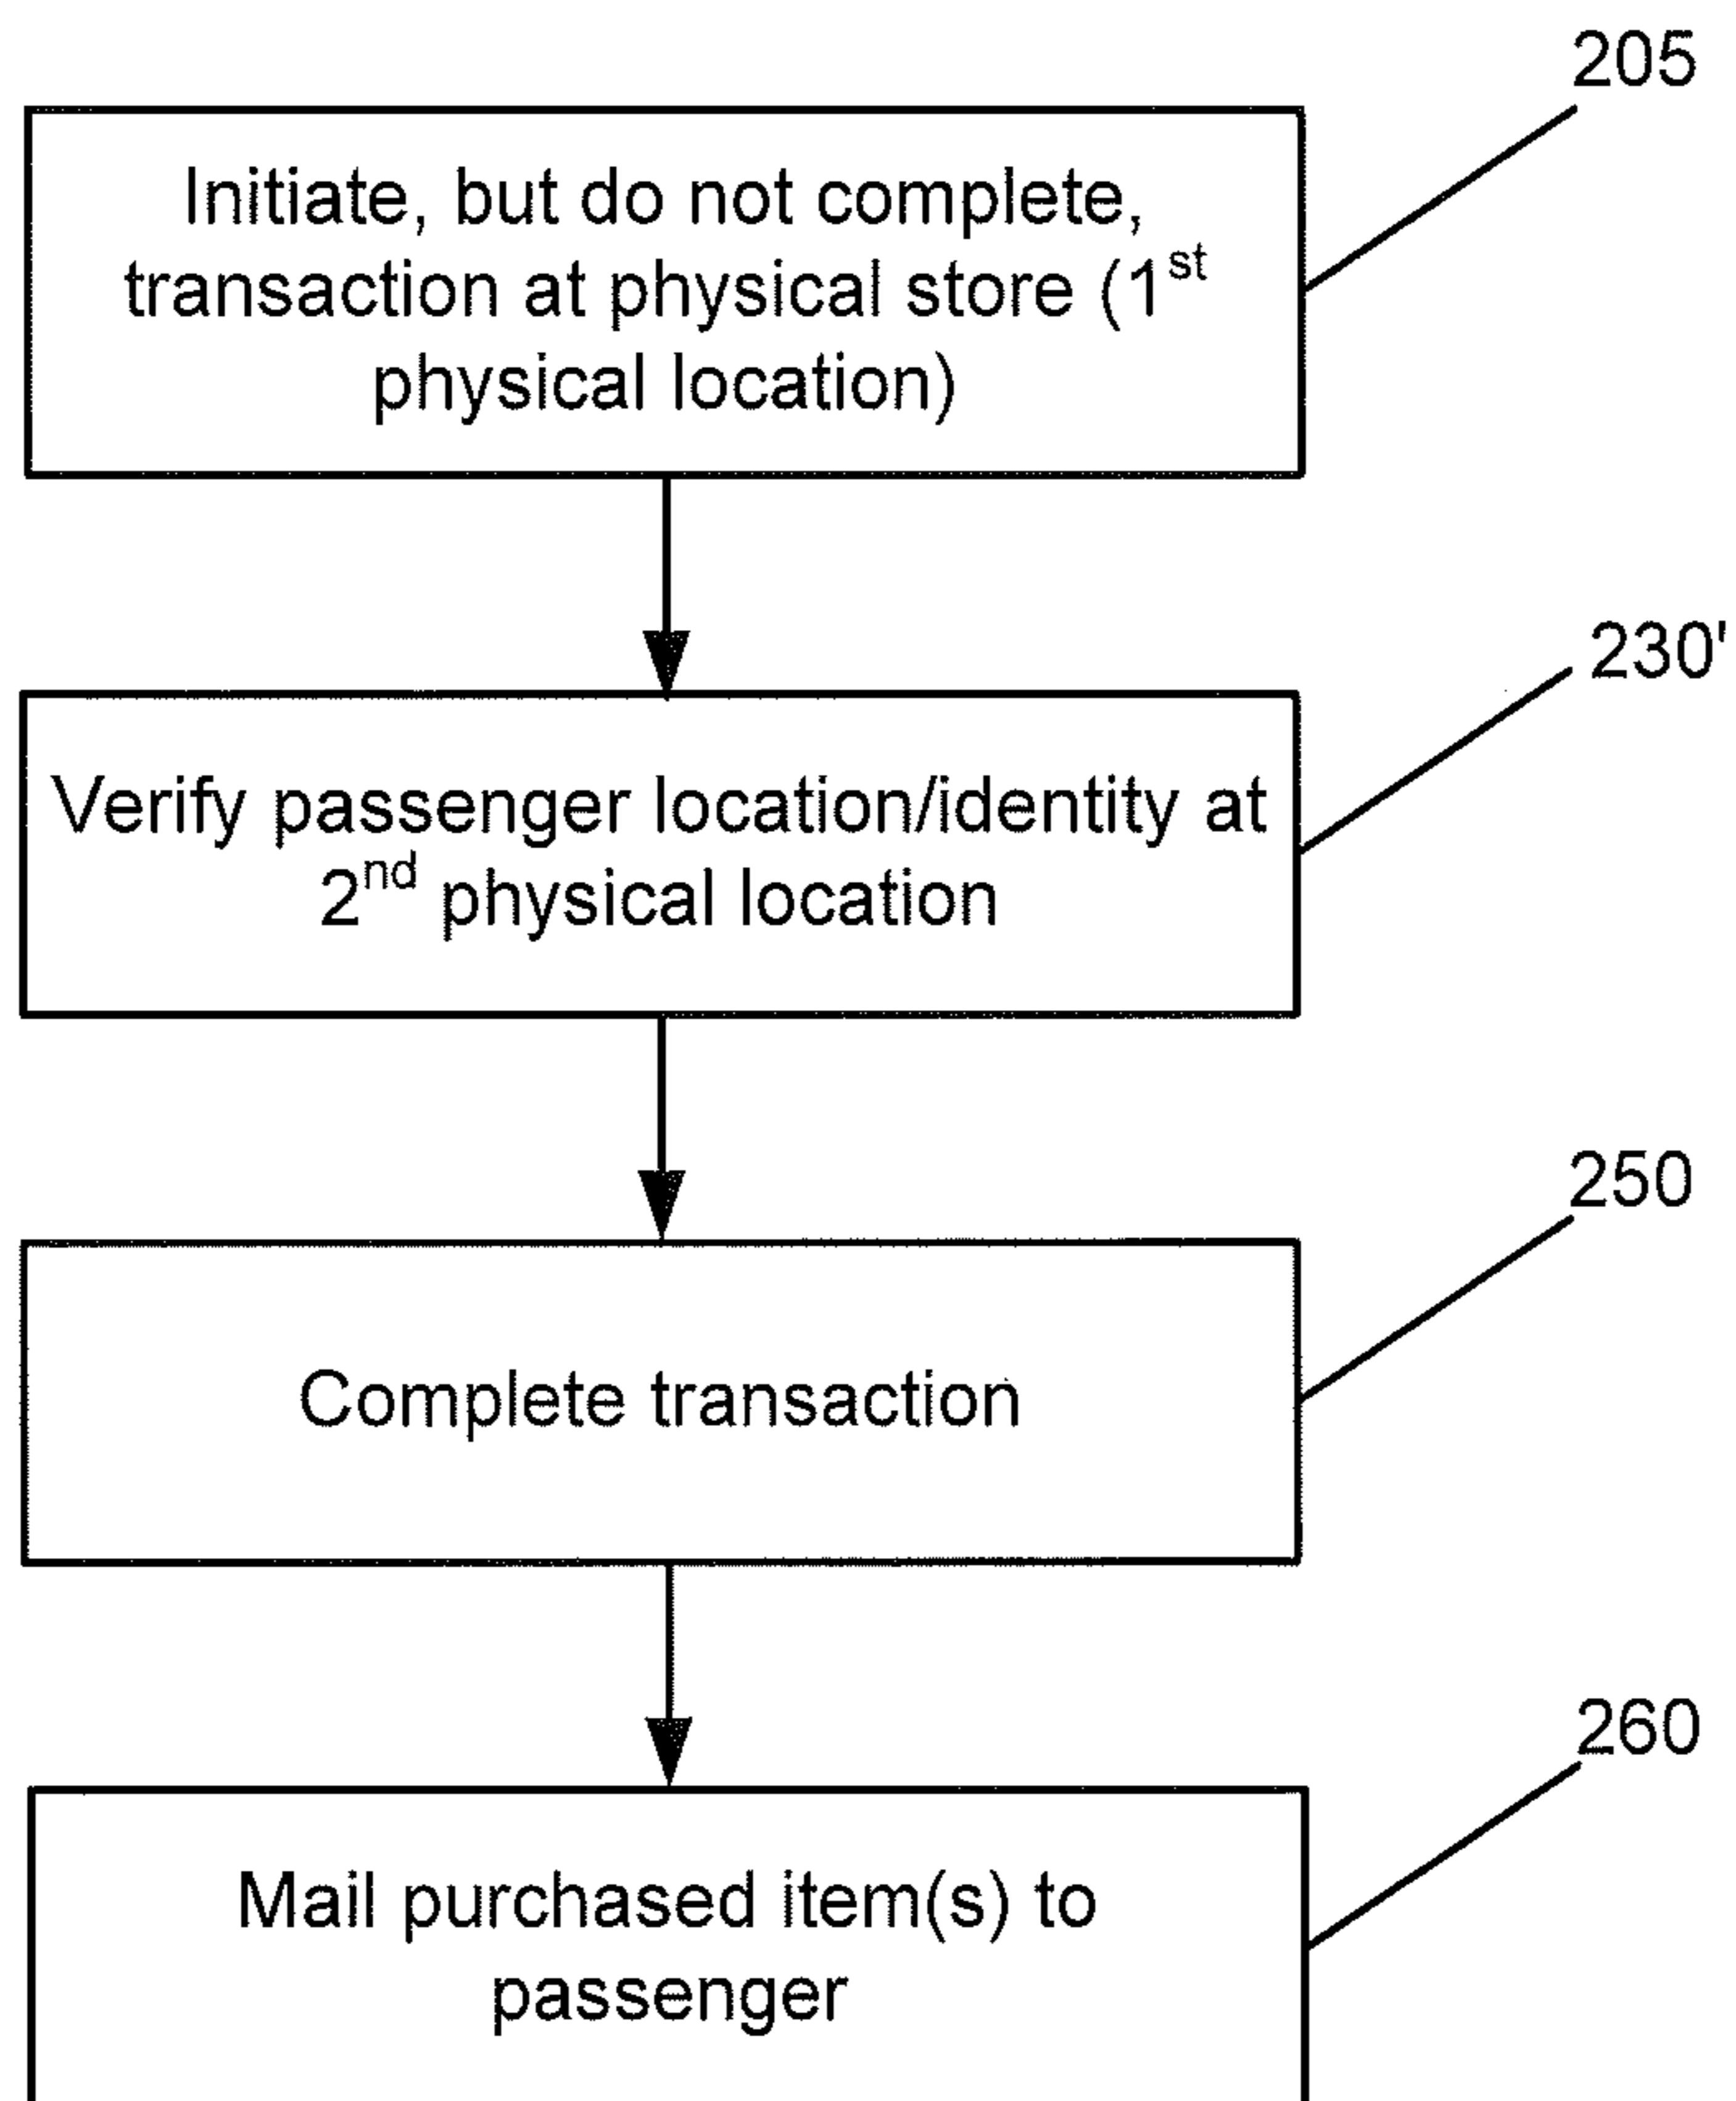 205
Initiate, but do not complete,
transaction at physical store (1st
physical location)
230'
Verify passenger location/identity at
2nd physical location
250
Complete transaction
260
Mail purchased item(s) to
passenger